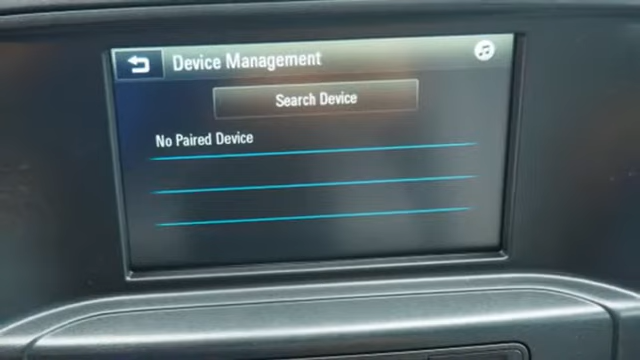 Device Management
Search Device
No Paired Device